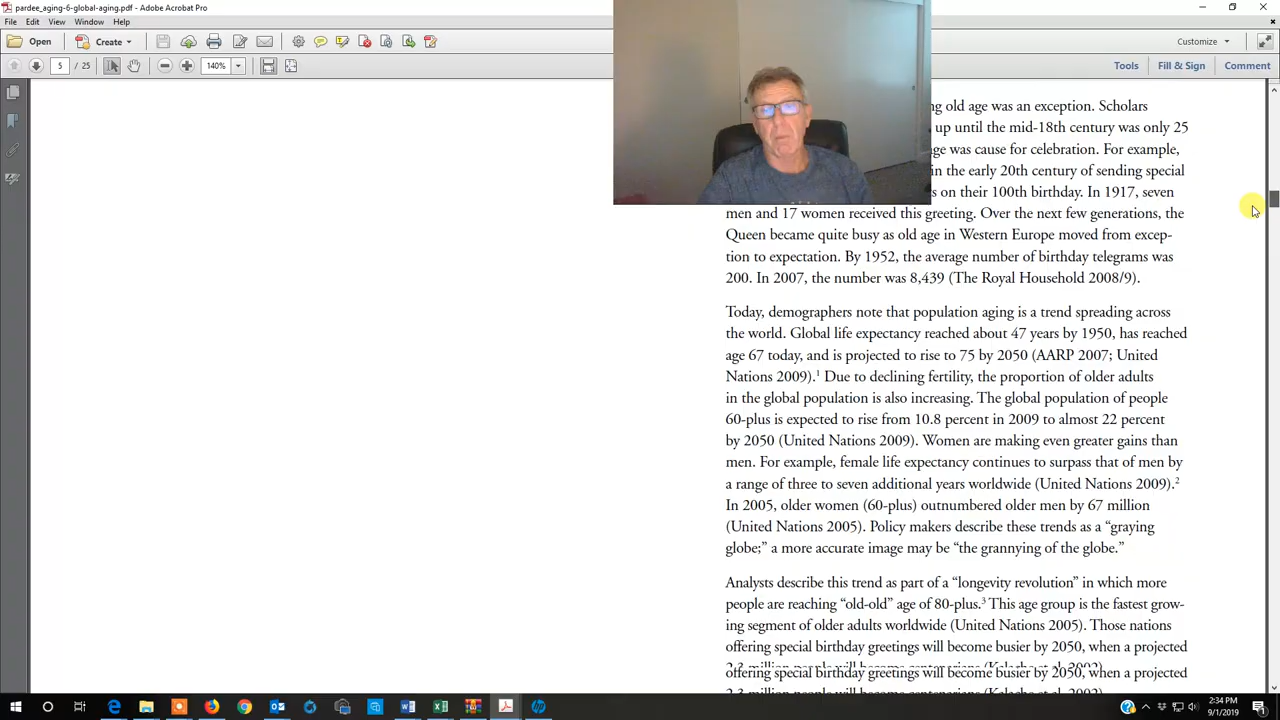 pardee_aging-6-global-aging.pdf - Adobe Acrobat Pro
File Edit View Window Help
Open Create Customize
5 / 25 140% Tools Fill & Sign Comment
ng old age was an exception. Scholars
up until the mid-18th century was only 25
ge was cause for celebration. For example,
in the early 20th century of sending special
s on their 100th birthday. In 1917, seven
men and 17 women received this greeting. Over the next few generations, the
Queen became quite busy as old age in Western Europe moved from excep-
tion to expectation. By 1952, the average number of birthday telegrams was
200. In 2007, the number was 8,439 (The Royal Household 2008/9).
Today, demographers note that population aging is a trend spreading across
the world. Global life expectancy reached about 47 years by 1950, has reached
age 67 today, and is projected to rise to 75 by 2050 (AARP 2007; United
Nations 2009).1 Due to declining fertility, the proportion of older adults
in the global population is also increasing. The global population of people
60-plus is expected to rise from 10.8 percent in 2009 to almost 22 percent
by 2050 (United Nations 2009). Women are making even greater gains than
men. For example, female life expectancy continues to surpass that of men by
a range of three to seven additional years worldwide (United Nations 2009).2
In 2005, older women (60-plus) outnumbered older men by 67 million
(United Nations 2005). Policy makers describe these trends as a “graying
globe;” a more accurate image may be “the grannying of the globe.”
Analysts describe this trend as part of a “longevity revolution” in which more
people are reaching “old-old” age of 80-plus.3 This age group is the fastest grow-
ing segment of older adults worldwide (United Nations 2005). Those nations
offering special birthday greetings will become busier by 2050, when a projected
offering special birthday greetings will become busier by 2050, when a projected
2:34 PM
9/1/2019